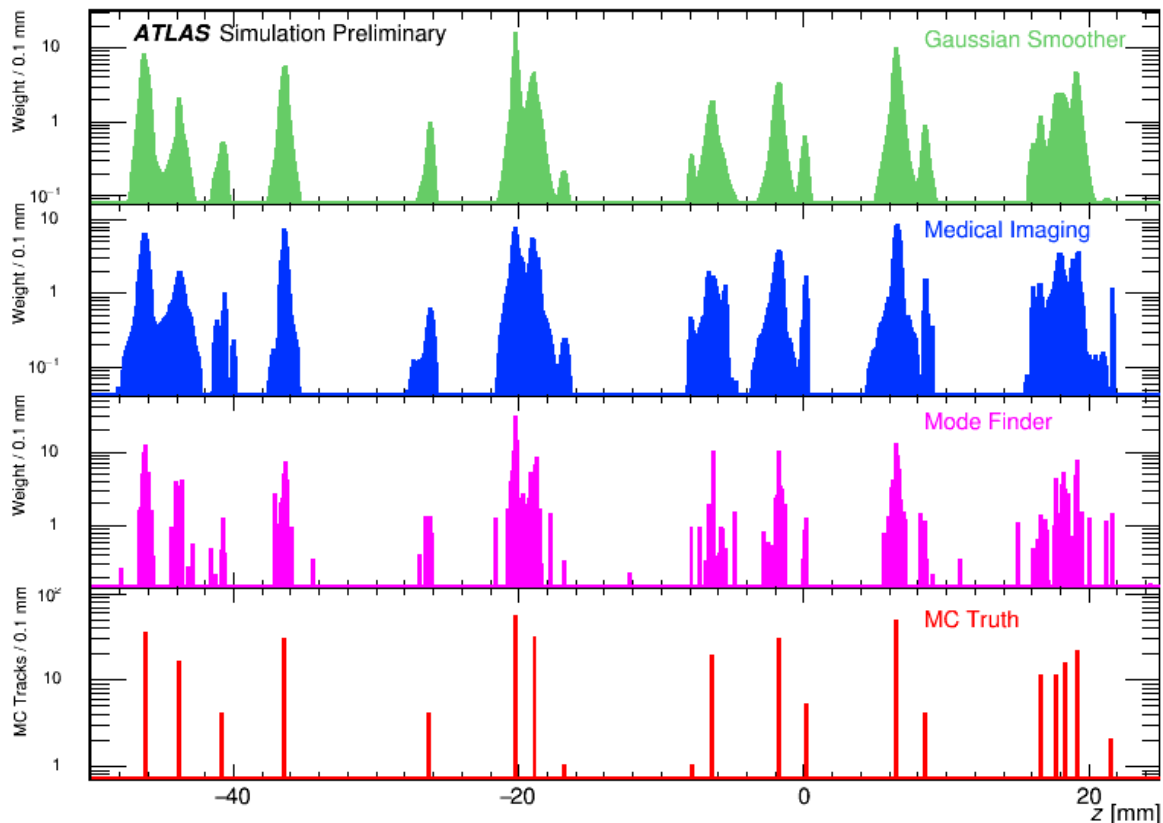 ATLAS Simulation Preliminary
Gaussian Smoother
Weight / 0.1 mm
10
1
10⁻¹
Medical Imaging
Weight / 0.1 mm
10
1
10⁻¹
Mode Finder
Weight / 0.1 mm
10
1
MC Truth
MC Tracks / 0.1 mm
10²
10
1
−40 −20 0 20
z [mm]